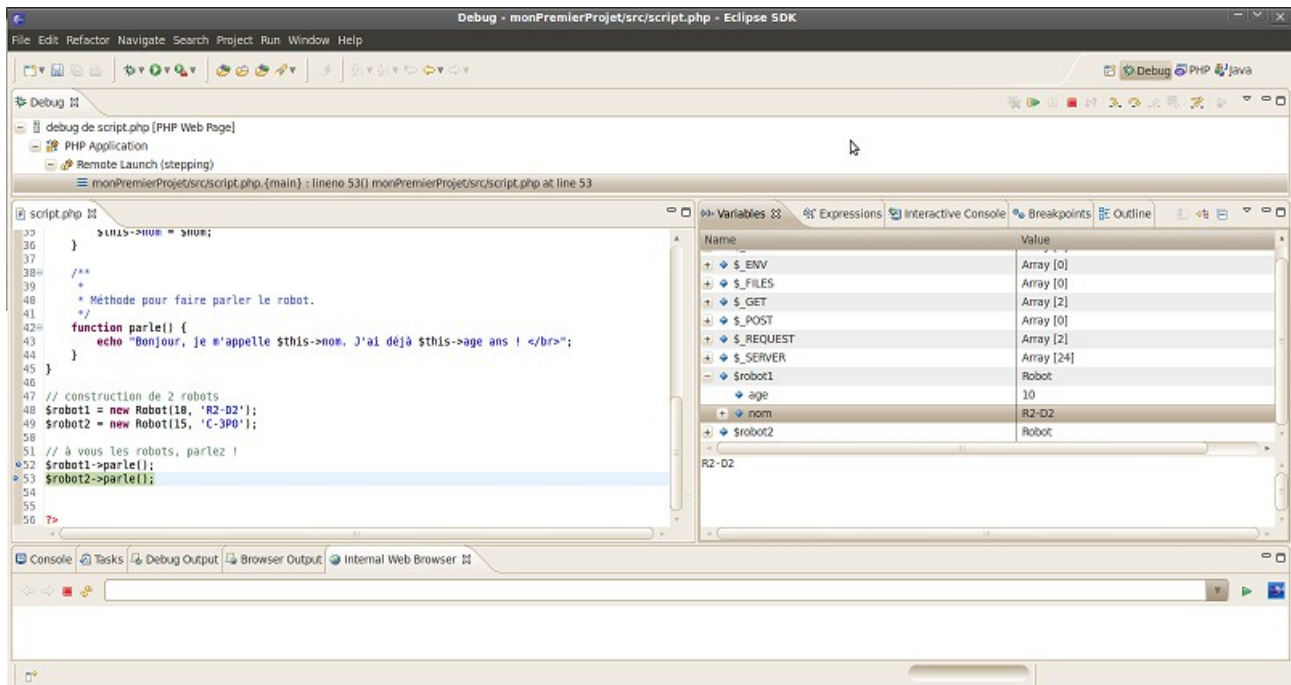 Debug - monPremierProjet/src/script.php - Eclipse SDK
File Edit Refactor Navigate Search Project Run Window Help
Debug PHP Java
Debug
debug de script.php [PHP Web Page]
PHP Application
Remote Launch (stepping)
monPremierProjet/src/script.php.{main} : lineno 53() monPremierProjet/src/script.php at line 53
script.php
35 $this->nom = $nom;
36 }
37
38 /**
39 *
40 * Méthode pour faire parler le robot.
41 */
42 function parle() {
43 echo "Bonjour, je m'appelle $this->nom. J'ai déjà $this->age ans ! </br>";
44 }
45 }
46
47 // construction de 2 robots
48 $robot1 = new Robot(10, 'R2-D2');
49 $robot2 = new Robot(15, 'C-3PO');
50
51 // à vous les robots, parlez !
52 $robot1->parle();
53 $robot2->parle();
54
55
56 ?>
Variables Expressions Interactive Console Breakpoints Outline
Name Value
$_ENV Array [0]
$_FILES Array [0]
$_GET Array [2]
$_POST Array [0]
$_REQUEST Array [2]
$_SERVER Array [24]
$robot1 Robot
age 10
nom R2-D2
$robot2 Robot
R2-D2
Console Tasks Debug Output Browser Output Internal Web Browser